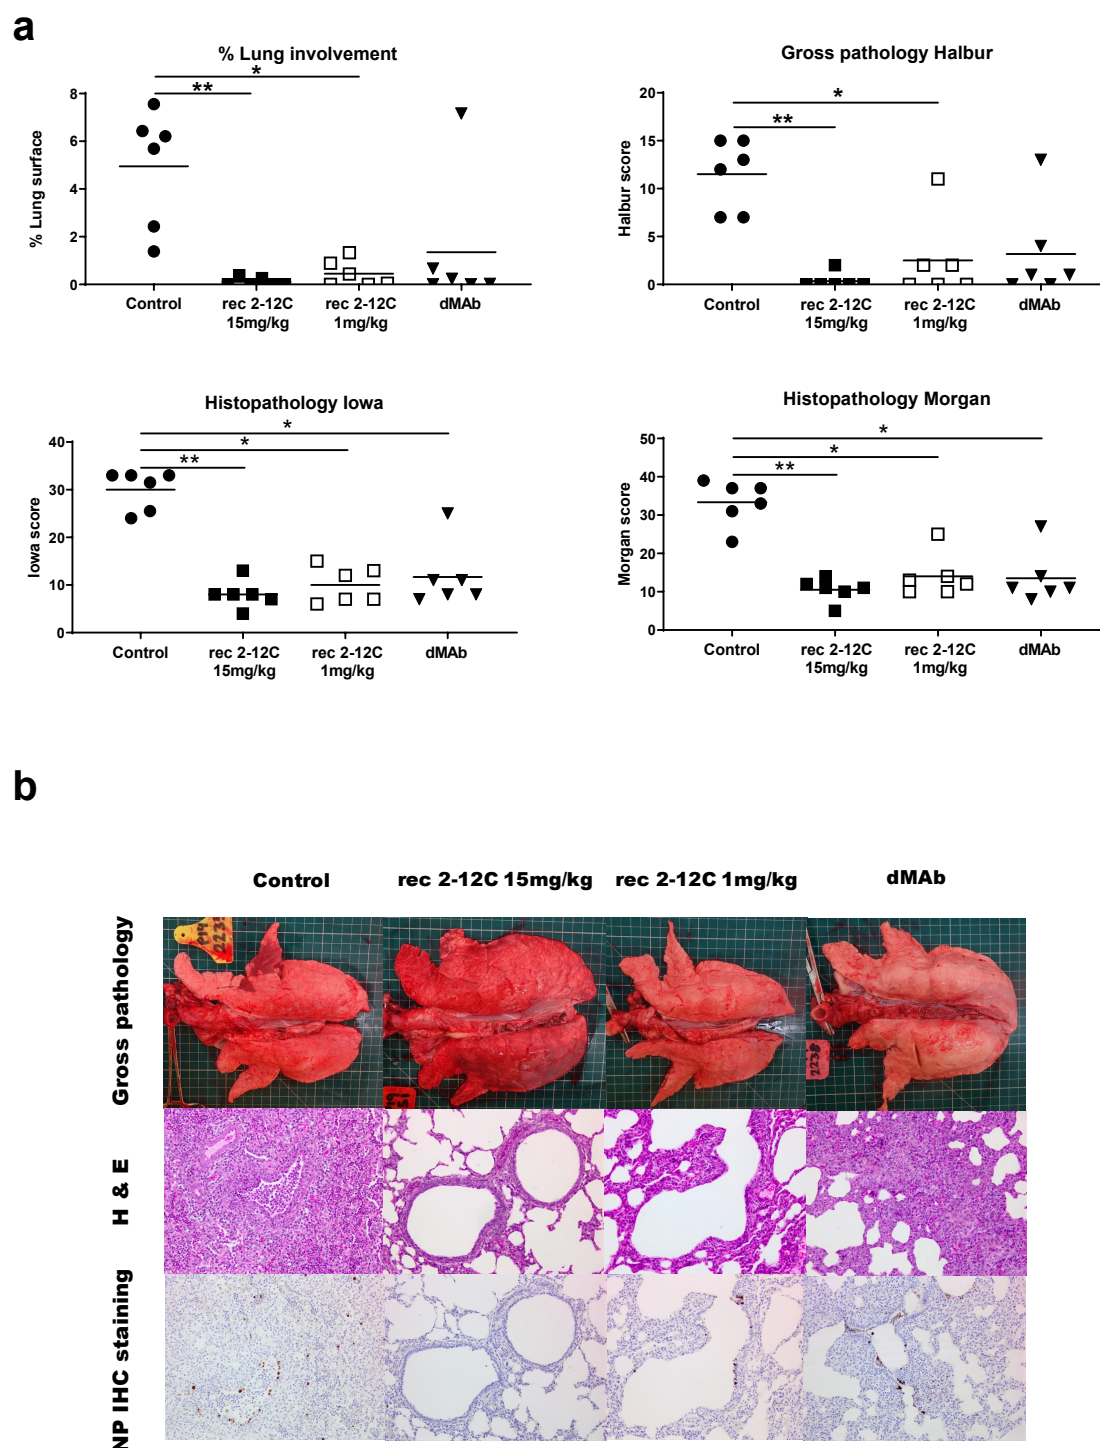 a
% Lung involvement
*
**
% Lung surface
8
6
4
2
0
Control
rec 2-12C
15mg/kg
rec 2-12C
1mg/kg
dMAb
Gross pathology Halbur
*
**
Halbur score
20
15
10
5
0
Control
rec 2-12C
15mg/kg
rec 2-12C
1mg/kg
dMAb
Histopathology Iowa
*
*
**
Iowa score
40
30
20
10
0
Control
rec 2-12C
15mg/kg
rec 2-12C
1mg/kg
dMAb
Histopathology Morgan
*
*
**
Morgan score
50
40
30
20
10
0
Control
rec 2-12C
15mg/kg
rec 2-12C
1mg/kg
dMAb
b
Control
rec 2-12C 15mg/kg
rec 2-12C 1mg/kg
dMAb
Gross pathology
H & E
NP IHC staining
2238